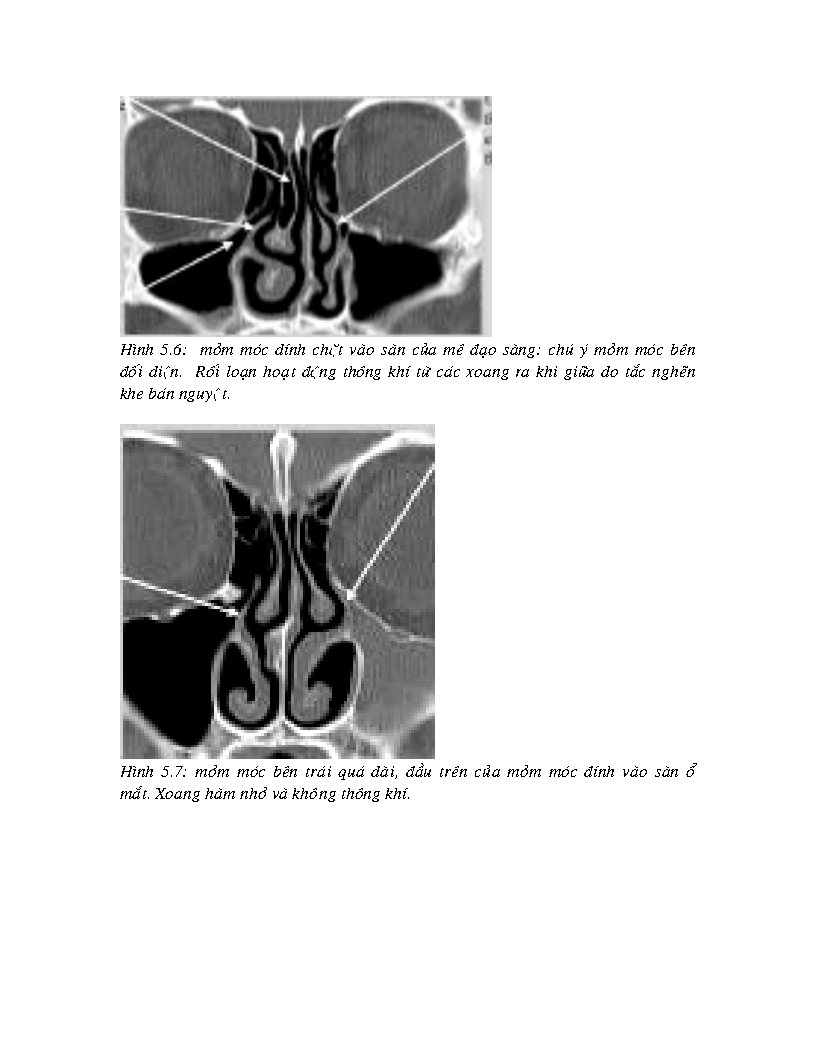 Hình 5.6: mỏm móc dính chặt vào sàn của mê đạo sàng: chú ý mỏm móc bên
đối diện. Rối loạn hoạt động thông khí từ các xoang ra khi giữa do tắc nghẽn
khe bán nguyệt.
Hình 5.7: mỏm móc bên trái quá dài, đầu trên của mỏm móc đính vào sàn ổ
mắt. Xoang hàm nhỏ và không thông khí.